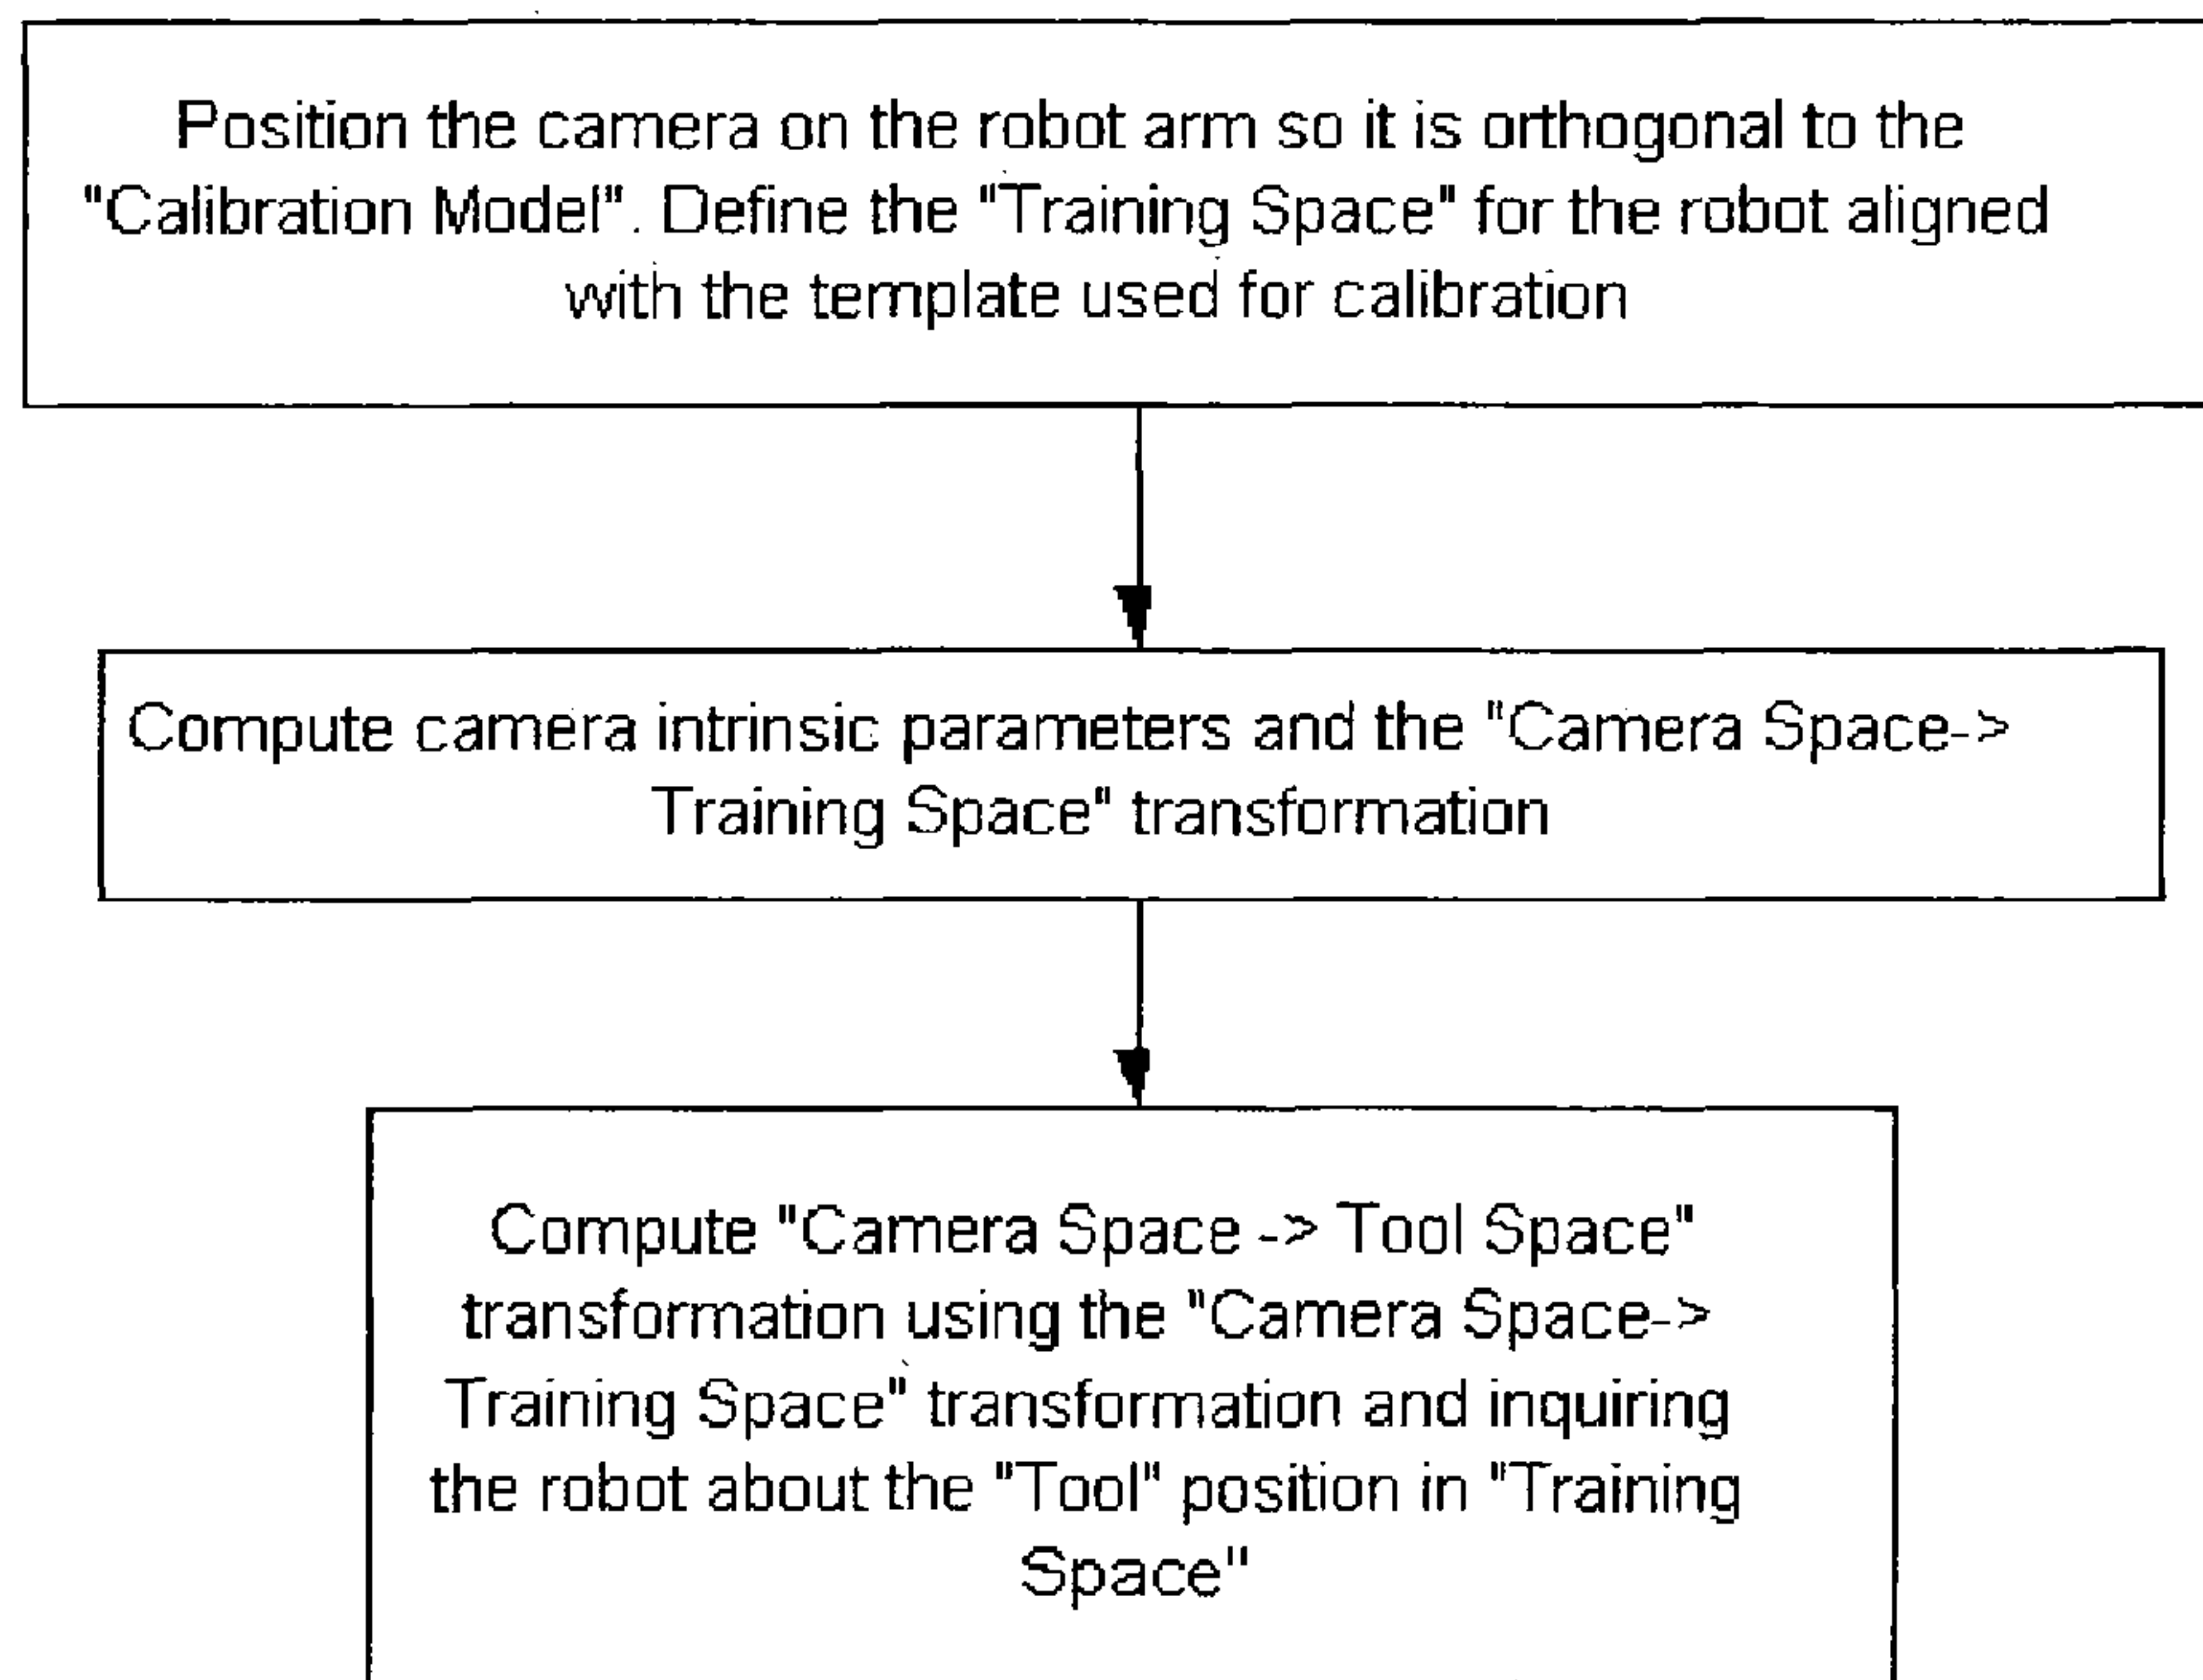 Position the camera on the robot arm so it is orthogonal to the
"Calibration Model". Define the "Training Space" for the robot aligned
with the template used for calibration
Compute camera intrinsic parameters and the "Camera Space->
Training Space" transformation
Compute "Camera Space -> Tool Space"
transformation using the "Camera Space->
Training Space" transformation and inquiring
the robot about the "Tool" position in "Training
Space"